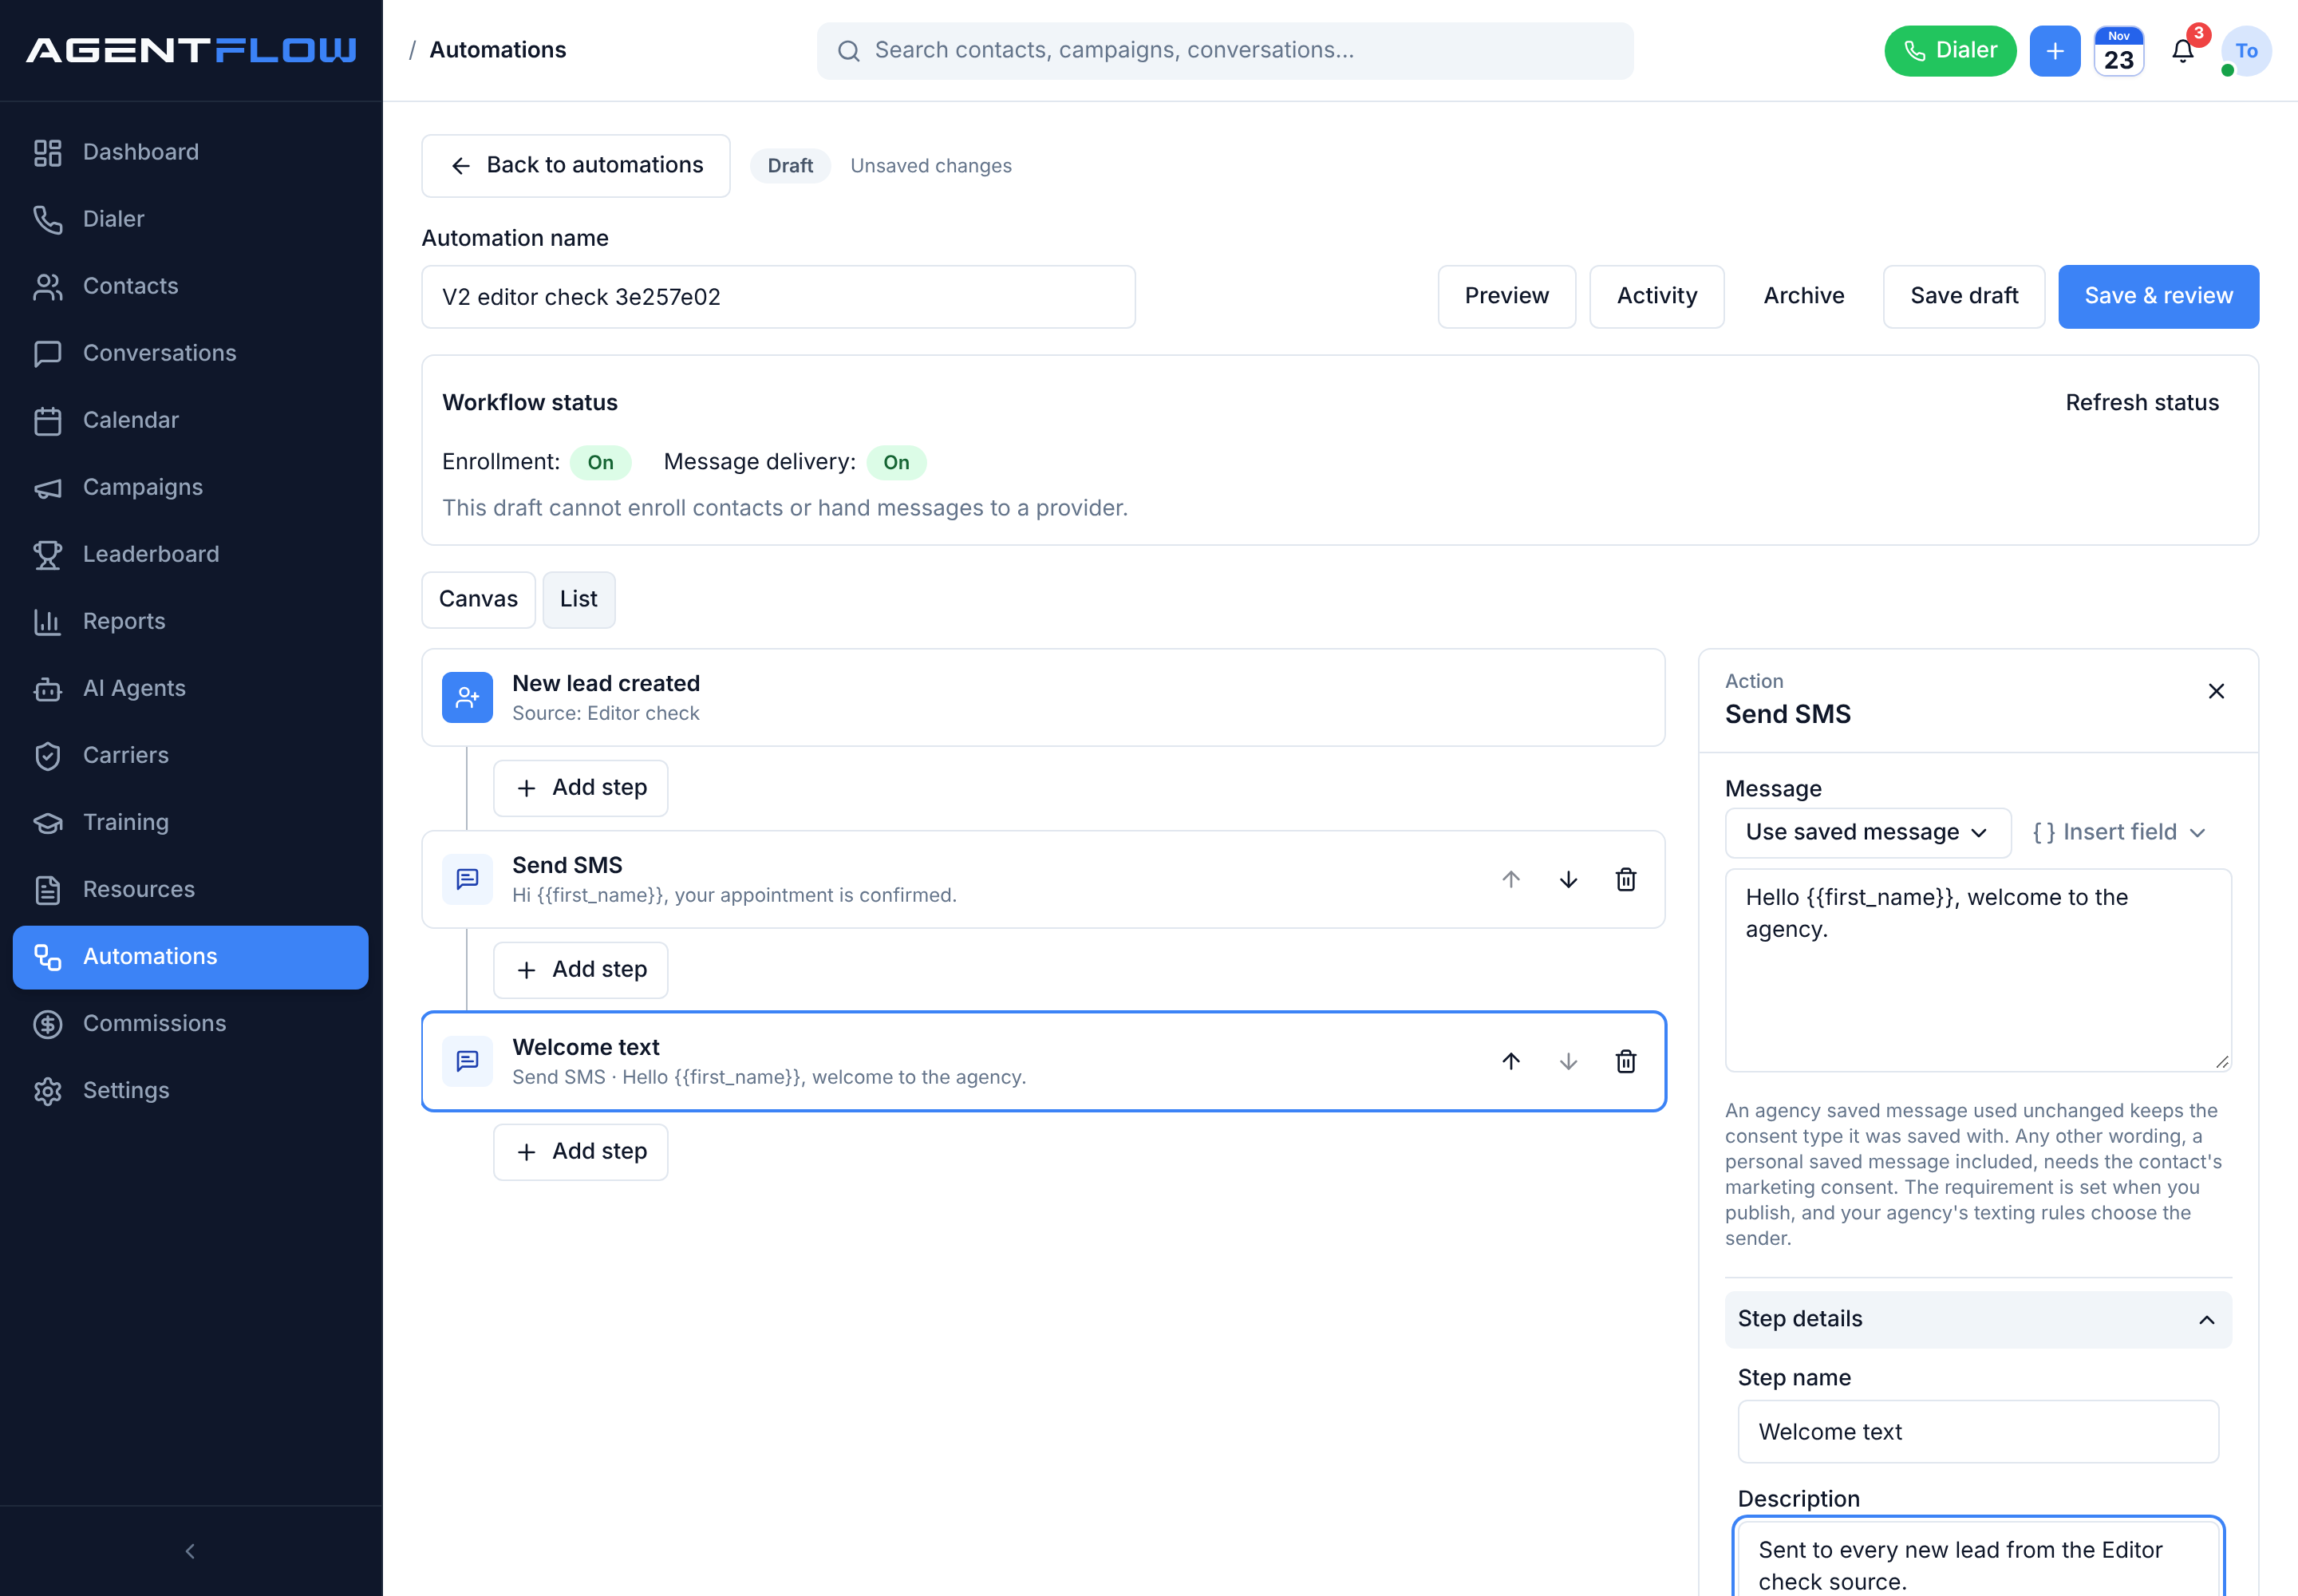 AGENTFLOW
Dashboard
Dialer
Contacts
Conversations
Calendar
Campaigns
Leaderboard
Reports
AI Agents
Carriers
Training
Resources
Automations
Commissions
Settings
/ Automations
Search contacts, campaigns, conversations...
Dialer
Nov
23
3
To
Back to automations
Draft
Unsaved changes
Automation name
V2 editor check 3e257e02
Preview
Activity
Archive
Save draft
Save & review
Workflow status
Refresh status
Enrollment: On
Message delivery: On
This draft cannot enroll contacts or hand messages to a provider.
Canvas
List
New lead created
Source: Editor check
Add step
Send SMS
Hi {{first_name}}, your appointment is confirmed.
Add step
Welcome text
Send SMS · Hello {{first_name}}, welcome to the agency.
Add step
Action
Send SMS
Message
Use saved message
{ } Insert field
Hello {{first_name}}, welcome to the
agency.
An agency saved message used unchanged keeps the
consent type it was saved with. Any other wording, a
personal saved message included, needs the contact's
marketing consent. The requirement is set when you
publish, and your agency's texting rules choose the
sender.
Step details
Step name
Welcome text
Description
Sent to every new lead from the Editor
check source.